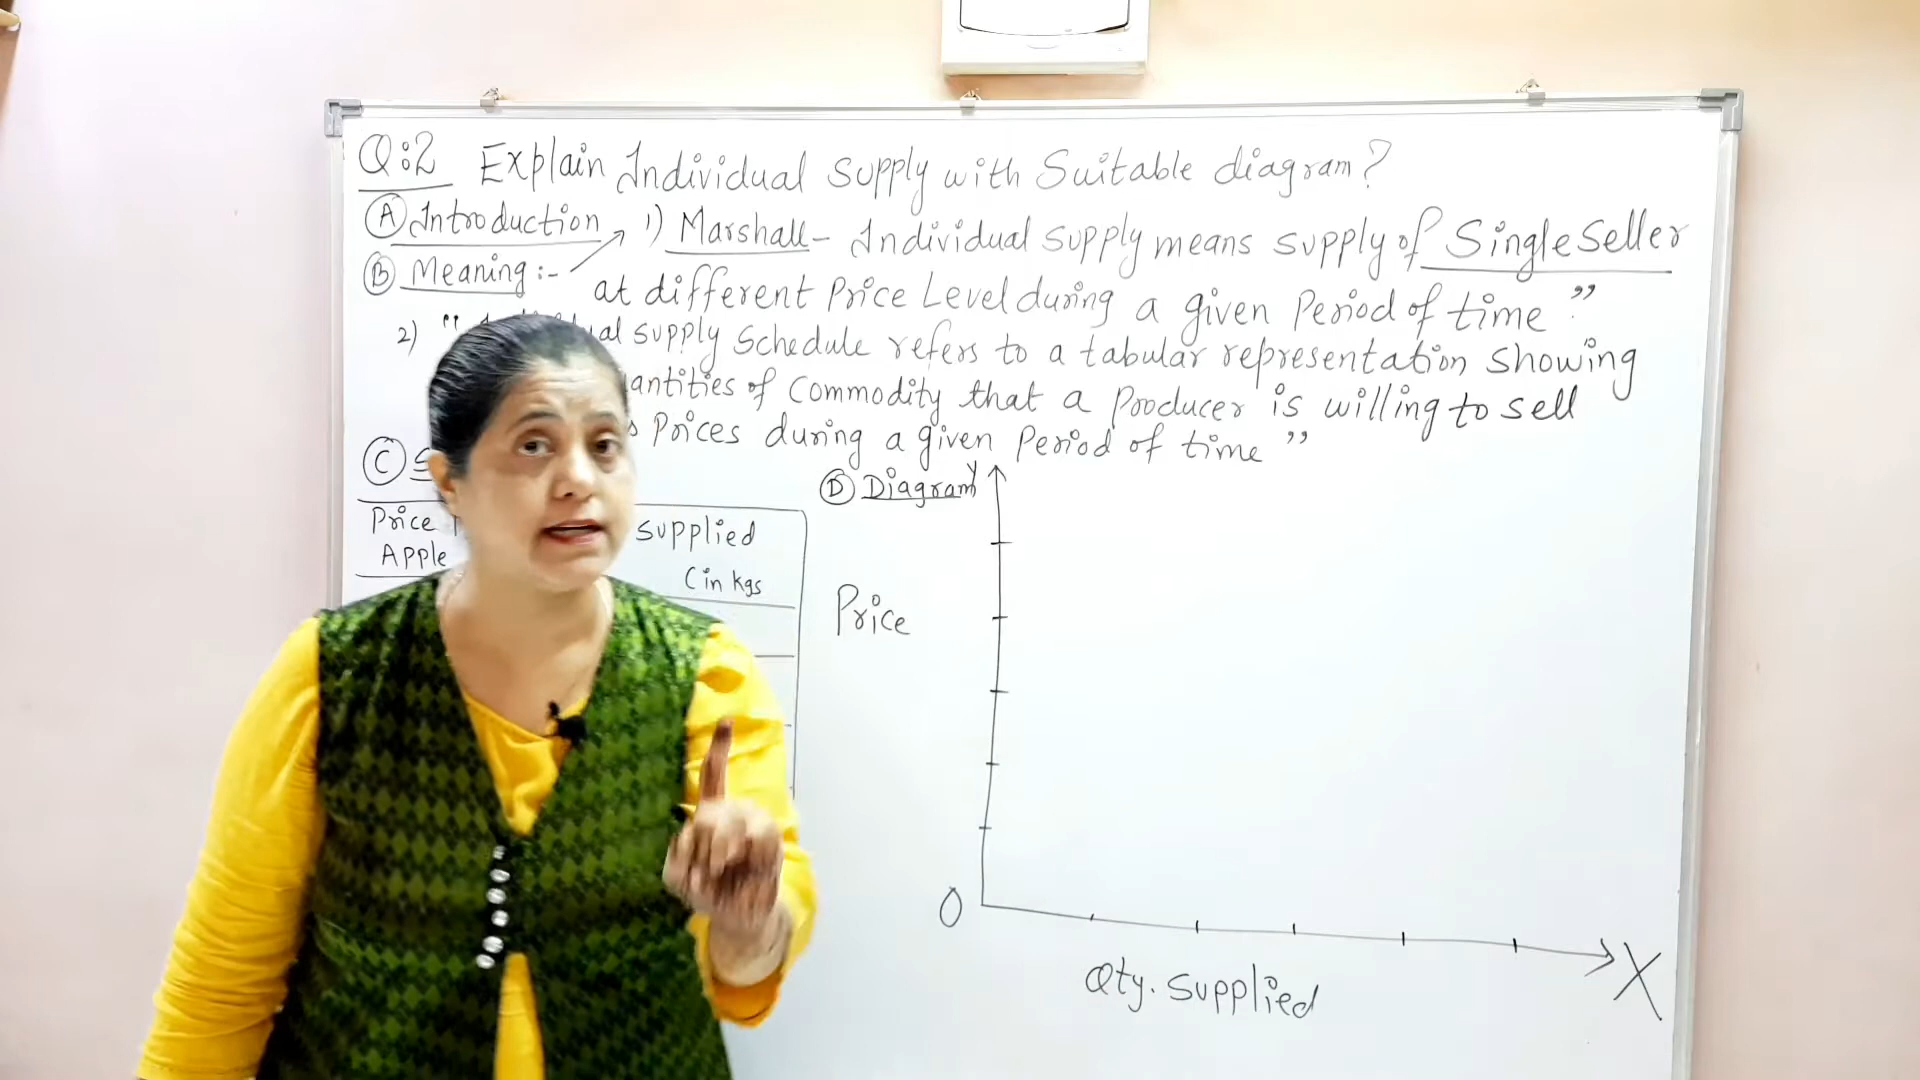 Q:2 Explain Individual Supply with Suitable diagram?
A Introduction
B Meaning :-
1) Marshall - Individual supply means supply of Single Seller
at different Price Level during a given Period of time"
2) " supply Schedule refers to a tabular representation showing
of Commodity that a Producer is willing to sell
Prices during a given Period of time"
C
Price
Apple
supplied
(in kgs
D Diagram
Y
Price
O
X
Qty. Supplied